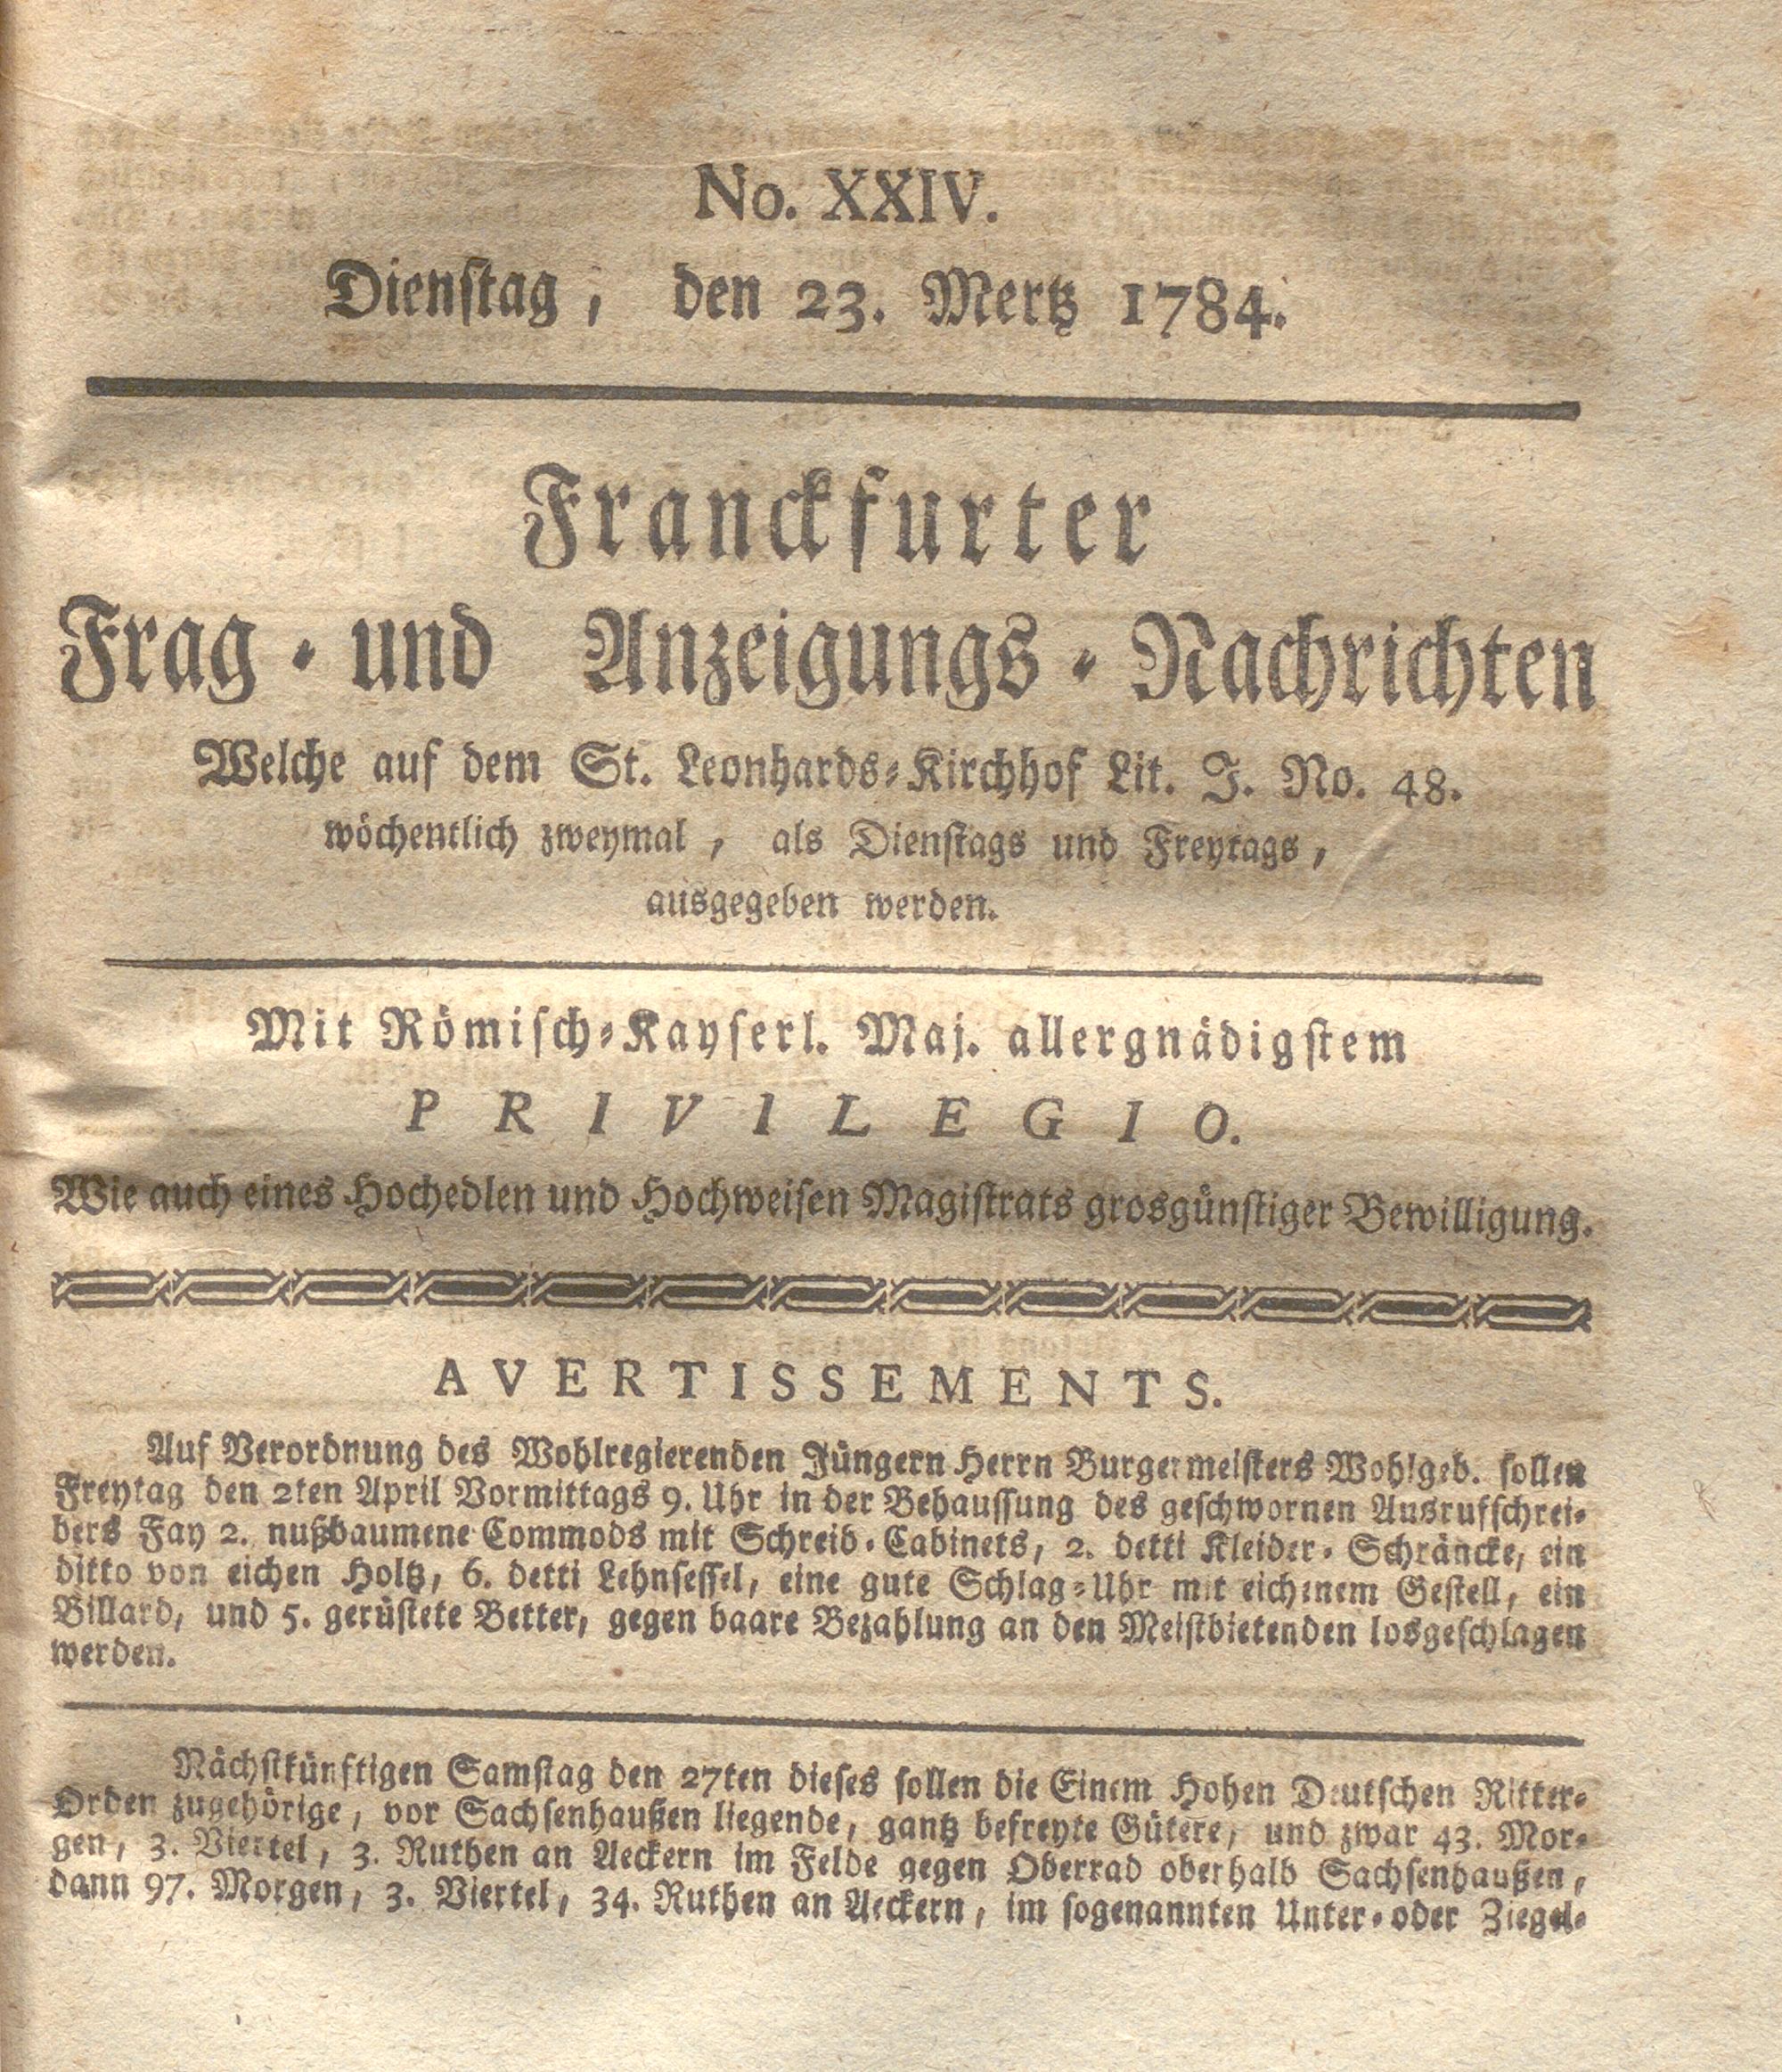 No. XXIV.
Dienstag, den 23. Mertz 1784.
Franckfurter
Frag- und Anzeigungs-Nachrichten
Welche auf dem St. Leonhards-Kirchhof Lit. J. No. 48.
wöchentlich zweymal, als Dienstags und Freytags,
ausgegeben werden.
Mit Römisch-Kayserl. Maj. allergnädigstem
PRIVILEGIO.
Wie auch eines Hochedlen und Hochweisen Magistrats grosgünstiger Bewilligung.
AVERTISSEMENTS.
Auf Verordnung des Wohlregierenden Jüngern Herrn Burgermeisters Wohlgeb. sollen
Freytag den 2ten April Vormittags 9. Uhr in der Behaussung des geschwornen Ausrufschrei-
bers Fay 2. nußbaumene Commods mit Schreib-Cabinets, 2. detti Kleider-Schräncke, ein
ditto von eichen Holtz, 6. detti Lehnsessel, eine gute Schlag-Uhr mit eichenem Gestell, ein
Billard, und 5. gerüstete Better, gegen baare Bezahlung an den Meistbietenden losgeschlagen
werden.
Nächstkünftigen Samstag den 27ten dieses sollen die Einem Hohen Deutschen Ritter-
Orden zugehörige, vor Sachsenhaußen liegende, gantz befreyte Gütere, und zwar 43. Mor-
gen, 3. Viertel, 3. Ruthen an Aeckern im Felde gegen Oberrad oberhalb Sachsenhaußen,
dann 97. Morgen, 3. Viertel, 34. Ruthen an Aeckern, im sogenannten Unter-oder Ziegel-